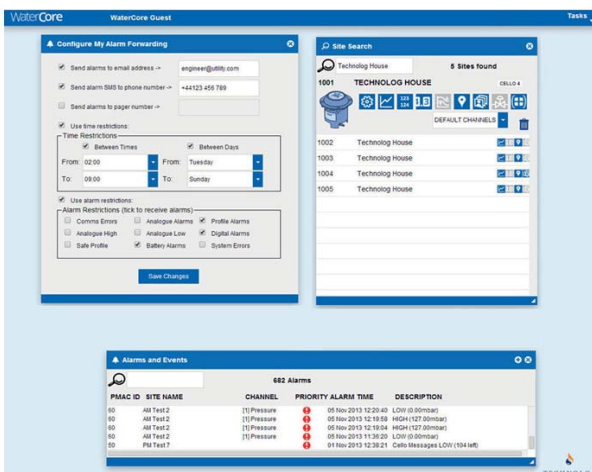 WaterCore WaterCore Guest Tasks
Configure My Alarm Forwarding
Send alarms to email address -> engineer@utility.com
Send alarm SMS to phone number -> +44123 456 789
Send alarms to pager number ->
Use time restrictions:
Time Restrictions
Between Times Between Days
From: 02:00 From: Tuesday
To: 09:00 To: Sunday
Use alarm restrictions:
Alarm Restrictions (tick to receive alarms)
Comms Errors Analogue Alarms Profile Alarms
Analogue High Analogue Low Digital Alarms
Safe Profile Battery Alarms System Errors
Save Changes
Site Search
Technolog House 5 Sites found
1001 TECHNOLOG HOUSE CELLO 4
DEFAULT CHANNELS
1002 Technolog House
1003 Technolog House
1004 Technolog House
1005 Technolog House
Alarms and Events
682 Alarms
PMAC ID SITE NAME CHANNEL PRIORITY ALARM TIME DESCRIPTION
60 AM Test 2 [1] Pressure 05 Nov 2013 12:20:40 LOW (0.00mbar)
60 AM Test 2 [1] Pressure 05 Nov 2013 12:19:58 HIGH (127.00mbar)
60 AM Test 2 [1] Pressure 05 Nov 2013 12:19:04 HIGH (127.00mbar)
60 AM Test 2 [1] Pressure 05 Nov 2013 11:35:20 LOW (0.00mbar)
50 PM Test 7 01 Nov 2013 12:38:21 Cello Messages LOW (104 left)